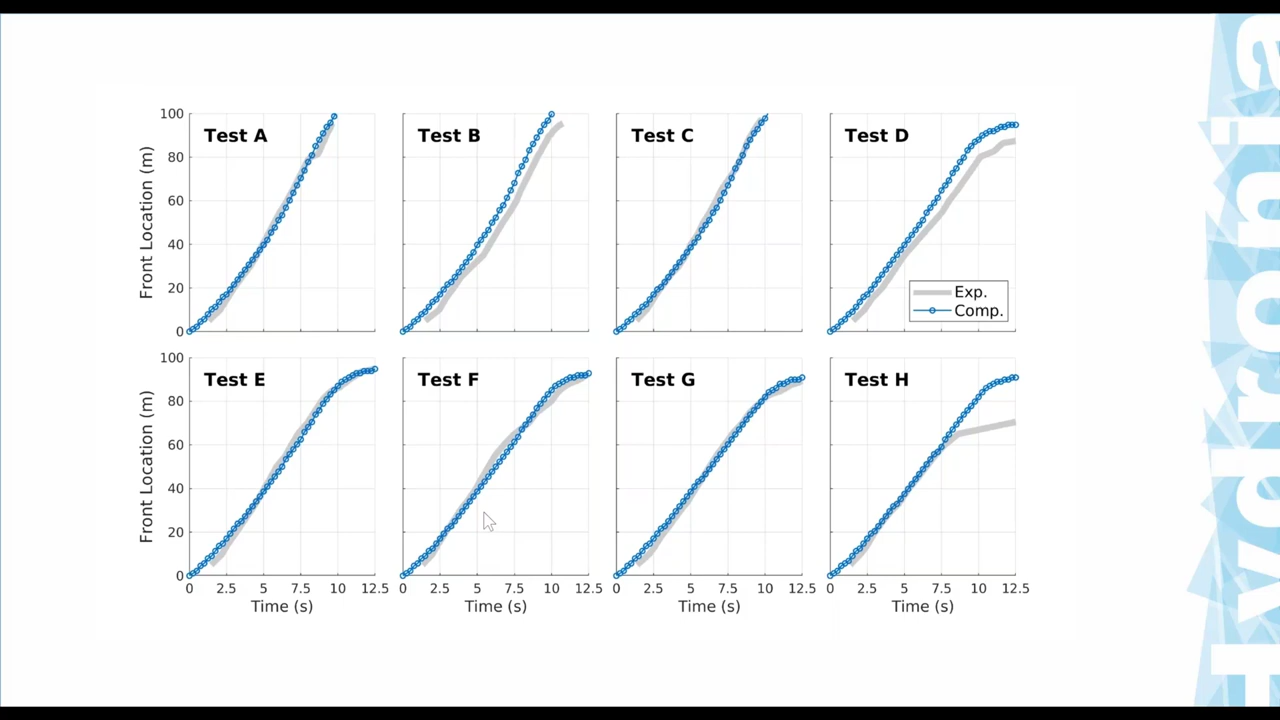 Test A
Test B
Test C
Test D
100
80
60
40
20
0
Front Location (m)
Exp.
Comp.
Test E
Test F
Test G
Test H
100
80
60
40
20
0
Front Location (m)
0 2.5 5 7.5 10 12.5
0 2.5 5 7.5 10 12.5
0 2.5 5 7.5 10 12.5
0 2.5 5 7.5 10 12.5
Time (s)
Time (s)
Time (s)
Time (s)
Hydronia